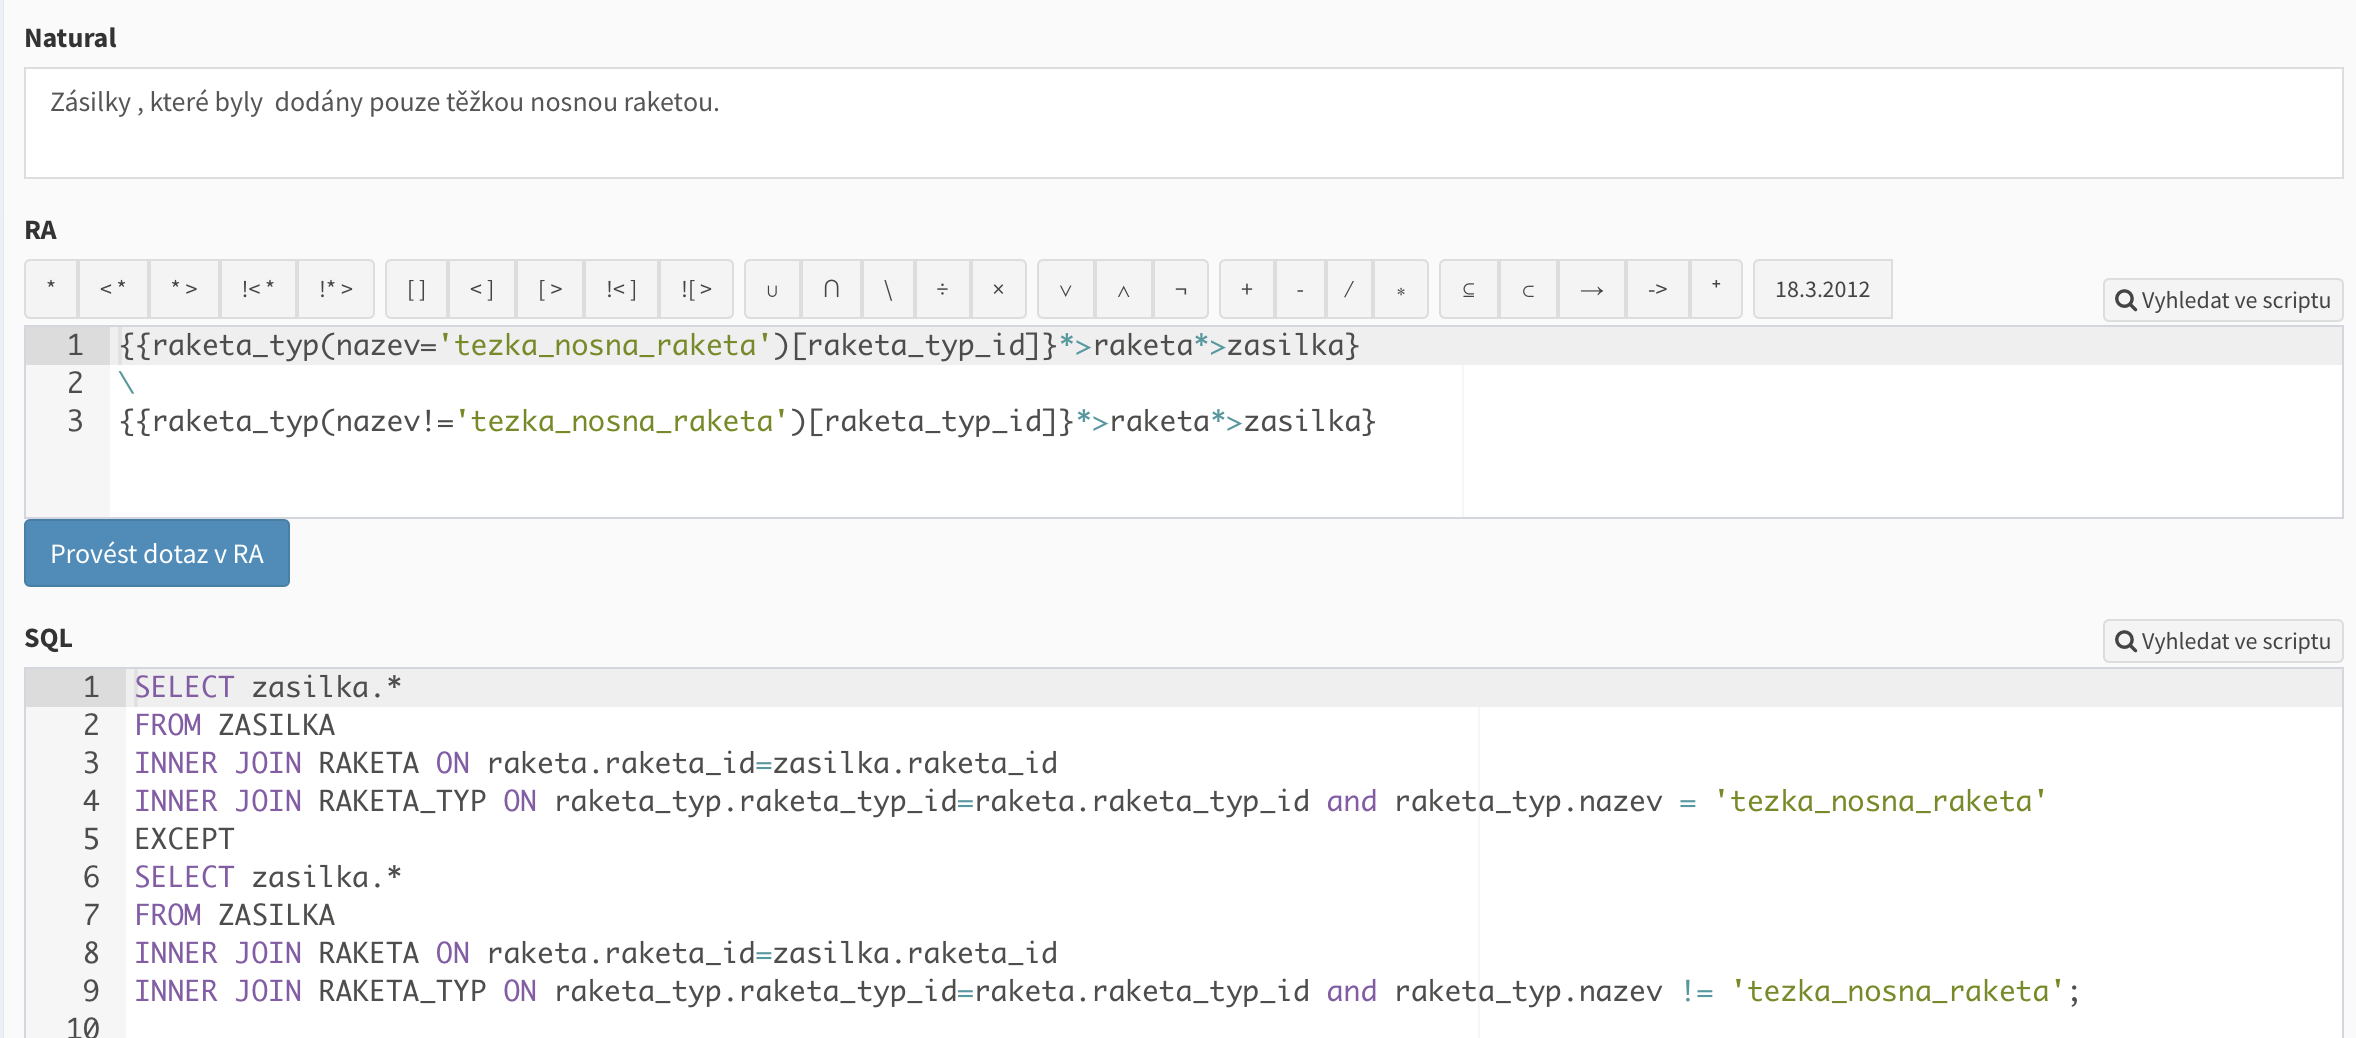 Natural
Zásilky , které byly  dodány pouze těžkou nosnou raketou.
RA
* <* *> !<* !*> [] <] [> !<] ![> ∪ ∩ \ ÷ × ∨ ∧ ¬ + - / * ⊆ ⊂ → -> + 18.3.2012
Vyhledat ve scriptu
1 {{raketa_typ(nazev='tezka_nosna_raketa')[raketa_typ_id]}*>raketa*>zasilka}
2 \
3 {{raketa_typ(nazev!='tezka_nosna_raketa')[raketa_typ_id]}*>raketa*>zasilka}
Provést dotaz v RA
SQL
Vyhledat ve scriptu
1 SELECT zasilka.*
2 FROM ZASILKA
3 INNER JOIN RAKETA ON raketa.raketa_id=zasilka.raketa_id
4 INNER JOIN RAKETA_TYP ON raketa_typ.raketa_typ_id=raketa.raketa_typ_id and raketa_typ.nazev = 'tezka_nosna_raketa'
5 EXCEPT
6 SELECT zasilka.*
7 FROM ZASILKA
8 INNER JOIN RAKETA ON raketa.raketa_id=zasilka.raketa_id
9 INNER JOIN RAKETA_TYP ON raketa_typ.raketa_typ_id=raketa.raketa_typ_id and raketa_typ.nazev != 'tezka_nosna_raketa';
10